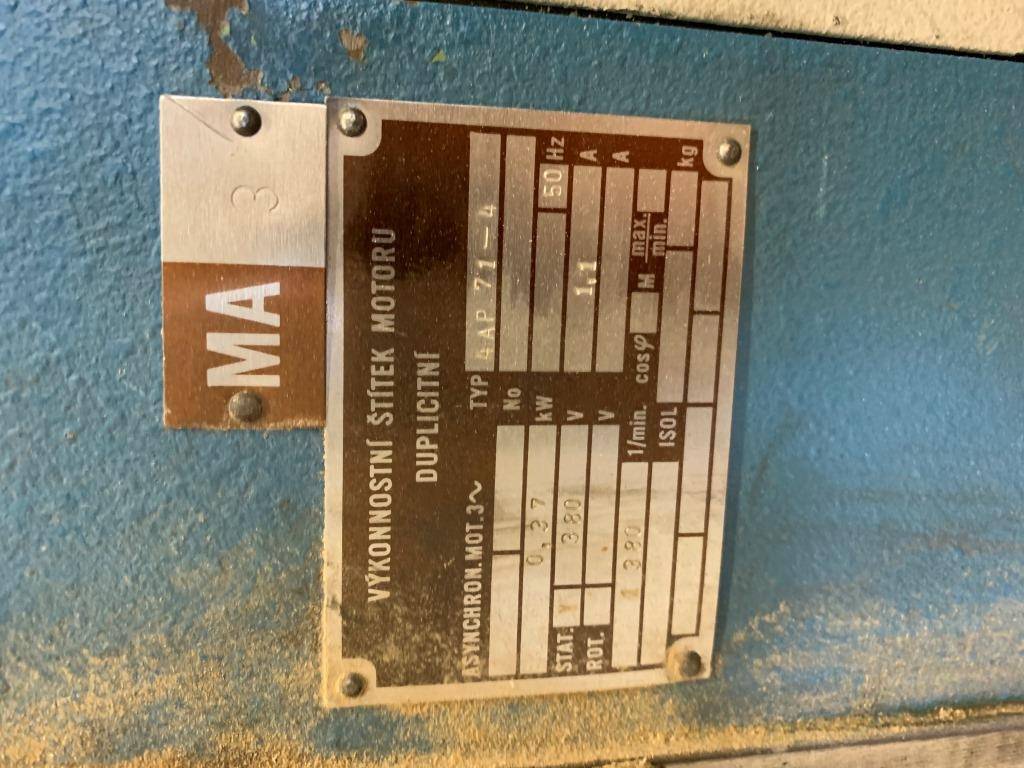 MA 3
VÝKONNOSTNÍ ŠTÍTEK MOTORU
DUPLICITNÍ
ASYNCHRON.MOT.3~ TYP 4AP 71-4
No
0,37 kW 50 Hz
STAT. Y 380 V 1,1 A
ROT. V A
1380 1/min. cosφ M max. min.
ISOL kg